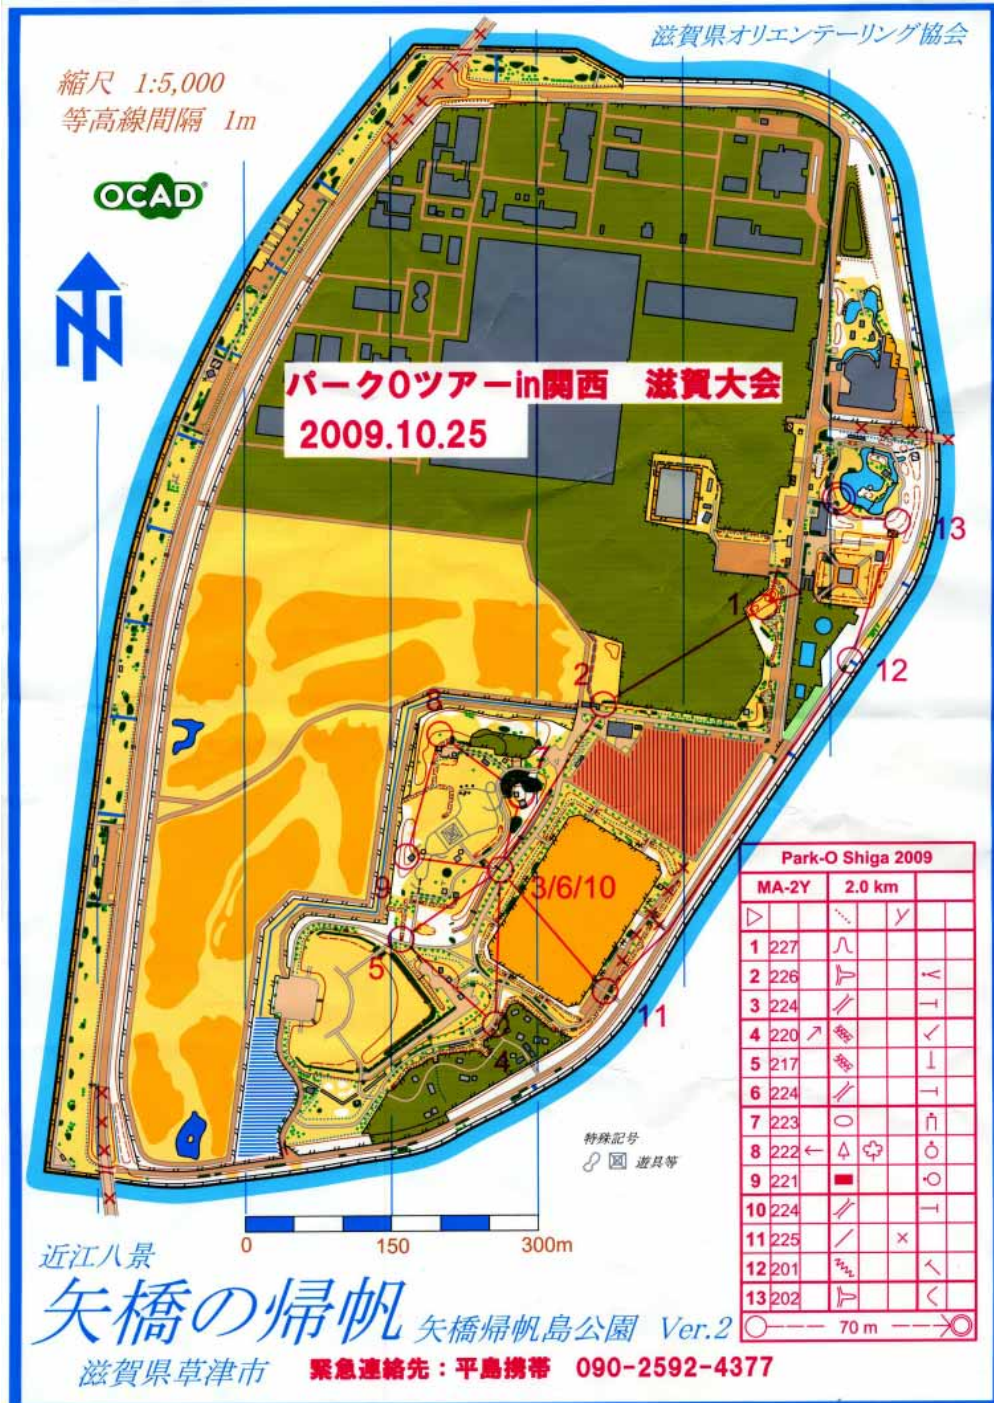 滋賀県オリエンテーリング協会
縮尺 1:5,000
等高線間隔 1m
OCAD®
N
パークOツアーin関西 滋賀大会
2009.10.25
13
1
12
2
8
7
9
3/6/10
5
11
4
Park-O Shiga 2009
MA-2Y 2.0 km
1 227
2 226
3 224
4 220
5 217
6 224
7 223
8 222
9 221
10 224
11 225
12 201
13 202
70 m
特殊記号
遊具等
0 150 300m
近江八景
矢橋の帰帆 矢橋帰帆島公園 Ver.2
滋賀県草津市 緊急連絡先：平島携帯 090-2592-4377